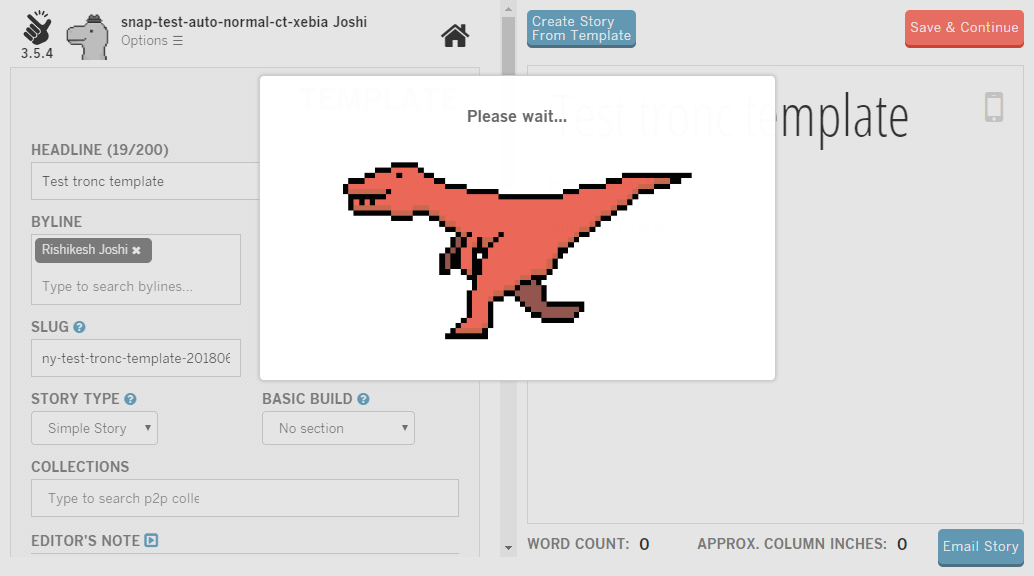 snap-test-auto-normal-ct-xebia Joshi
Options
3.5.4
Create Story
From Template
Save & Continue
TEMPLATE
Test tronc template
Please wait...
HEADLINE (19/200)
Test tronc template
BYLINE
Rishikesh Joshi ×
Type to search bylines...
SLUG ?
ny-test-tronc-template-201806
STORY TYPE ?
BASIC BUILD ?
Simple Story
No section
COLLECTIONS
Type to search p2p colle
EDITOR'S NOTE
WORD COUNT: 0
APPROX. COLUMN INCHES: 0
Email Story